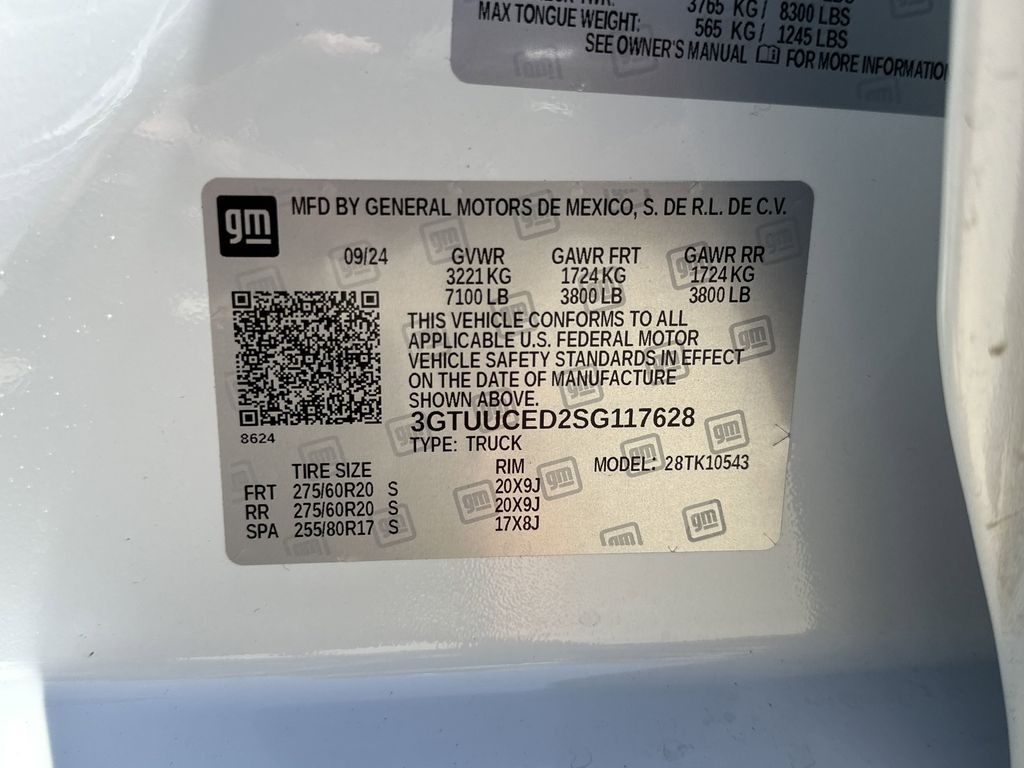 3765 KG / 8300 LBS
MAX TONGUE WEIGHT: 565 KG / 1245 LBS
SEE OWNER'S MANUAL FOR MORE INFORMATION
gm
MFD BY GENERAL MOTORS DE MEXICO, S. DE R.L. DE C.V.
09/24 GVWR GAWR FRT GAWR RR
3221 KG 1724 KG 1724 KG
7100 LB 3800 LB 3800 LB
THIS VEHICLE CONFORMS TO ALL
APPLICABLE U.S. FEDERAL MOTOR
VEHICLE SAFETY STANDARDS IN EFFECT
ON THE DATE OF MANUFACTURE
SHOWN ABOVE.
3GTUUCED2SG117628
8624
TYPE: TRUCK
TIRE SIZE RIM MODEL: 28TK10543
FRT 275/60R20 S 20X9J
RR 275/60R20 S 20X9J
SPA 255/80R17 S 17X8J